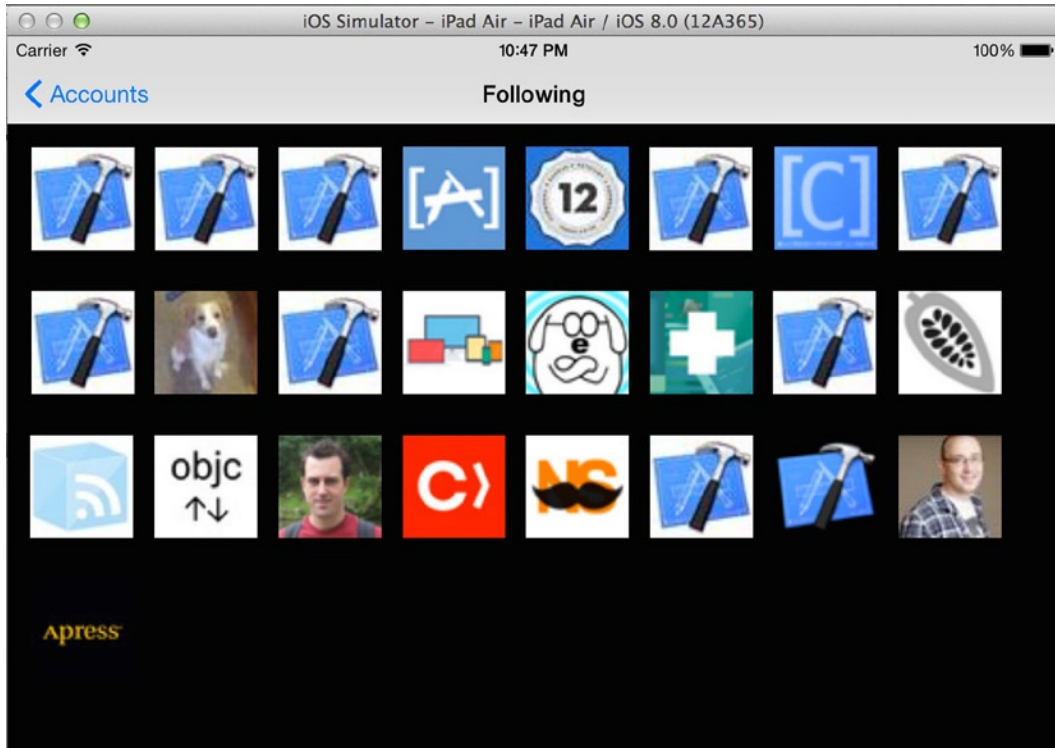 iOS Simulator – iPad Air – iPad Air / iOS 8.0 (12A365)
Carrier 10:47 PM 100%
Accounts Following
[A]
12
[C]
e
objc
↑↓
C⟩
NS
Apress